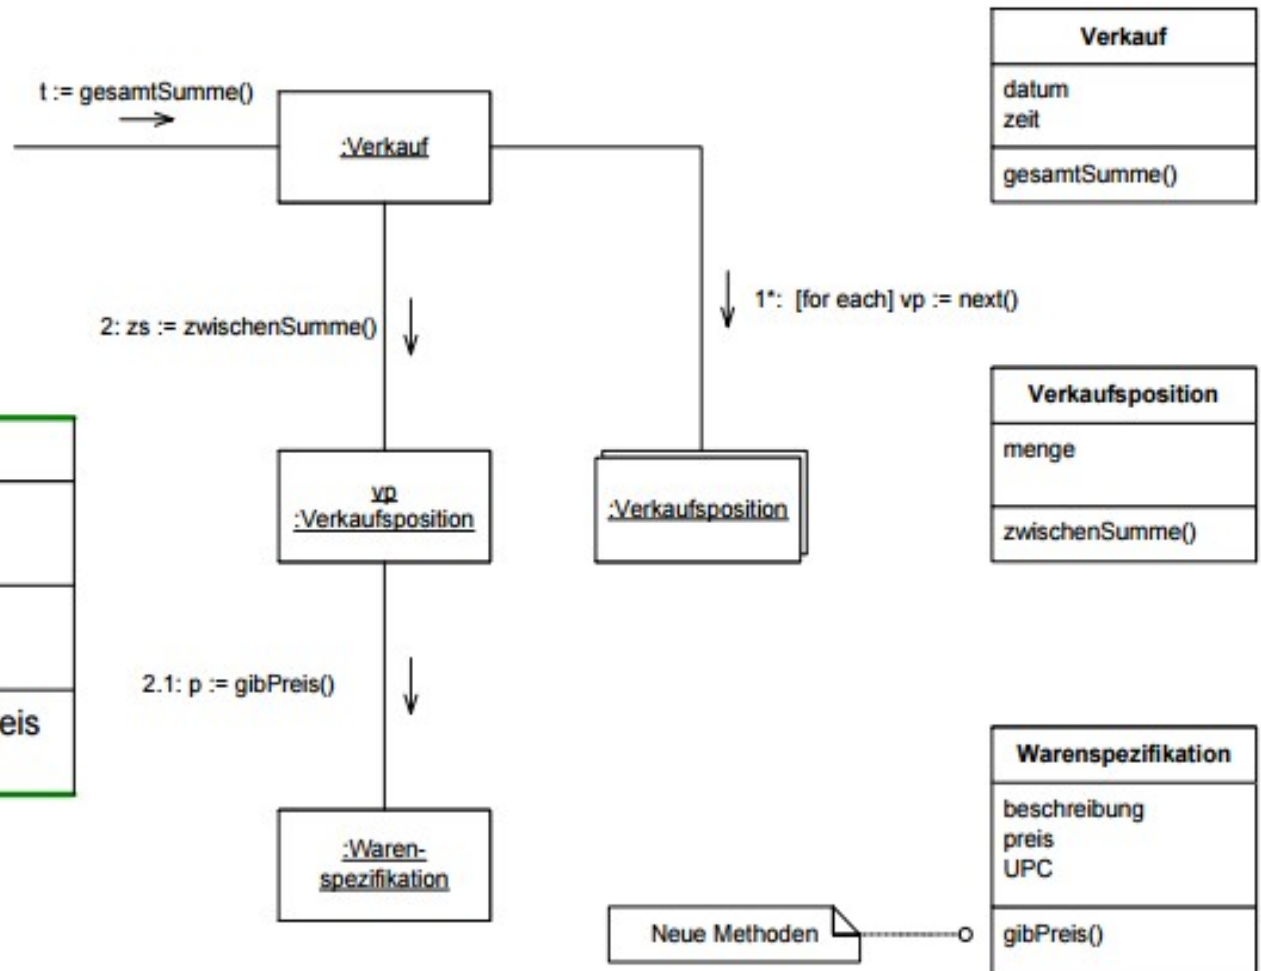 t := gesamtSumme()
:Verkauf
2: zs := zwischenSumme()
1*: [for each] vp := next()
vp
:Verkaufsposition
:Verkaufsposition
2.1: p := gibPreis()
eis
:Waren-
spezifikation
Neue Methoden
Verkauf
datum
zeit
gesamtSumme()
Verkaufsposition
menge
zwischenSumme()
Warenspezifikation
beschreibung
preis
UPC
gibPreis()